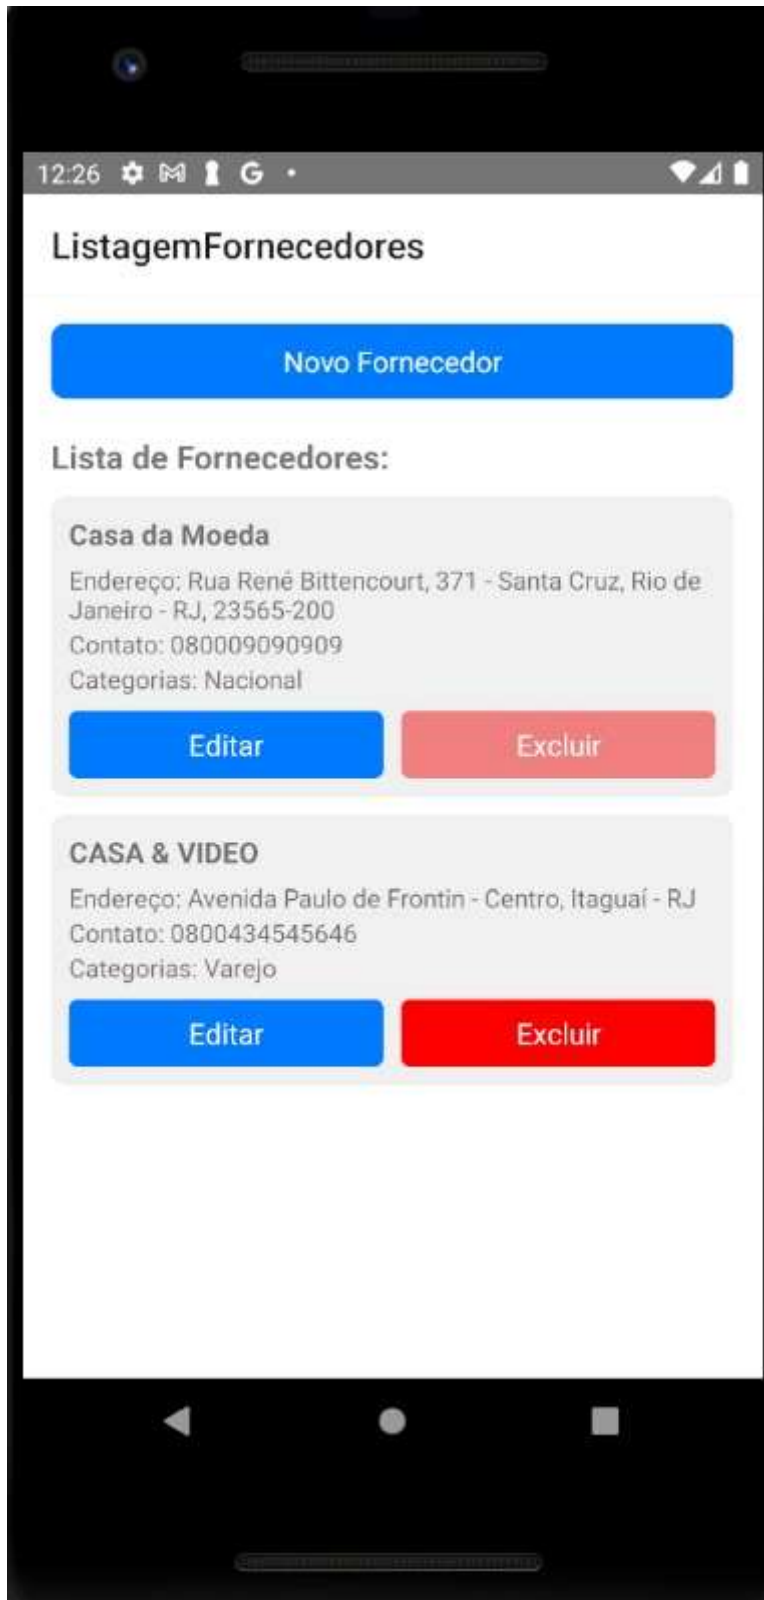 12:26 G
ListagemFornecedores
Novo Fornecedor
Lista de Fornecedores:
Casa da Moeda
Endereço: Rua René Bittencourt, 371 - Santa Cruz, Rio de
Janeiro - RJ, 23565-200
Contato: 080009090909
Categorias: Nacional
Editar Excluir
CASA & VIDEO
Endereço: Avenida Paulo de Frontin - Centro, Itaguaí - RJ
Contato: 0800434545646
Categorias: Varejo
Editar Excluir